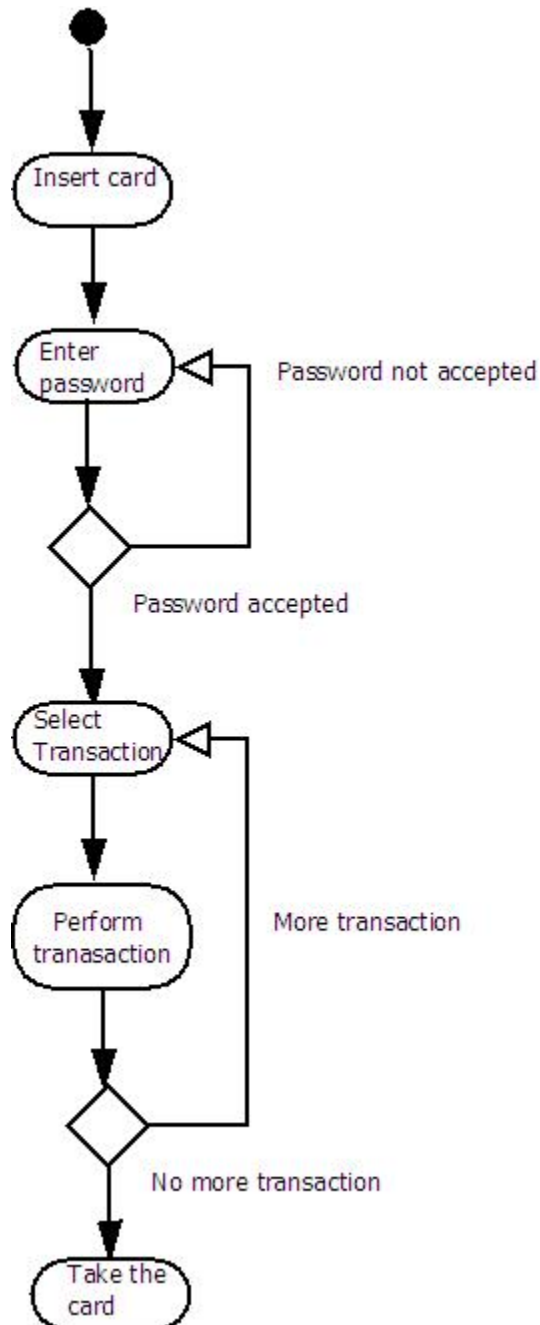 Insert card
Enter
password
Password not accepted
Password accepted
Select
Transaction
Perform
tranasaction
More transaction
No more transaction
Take the
card